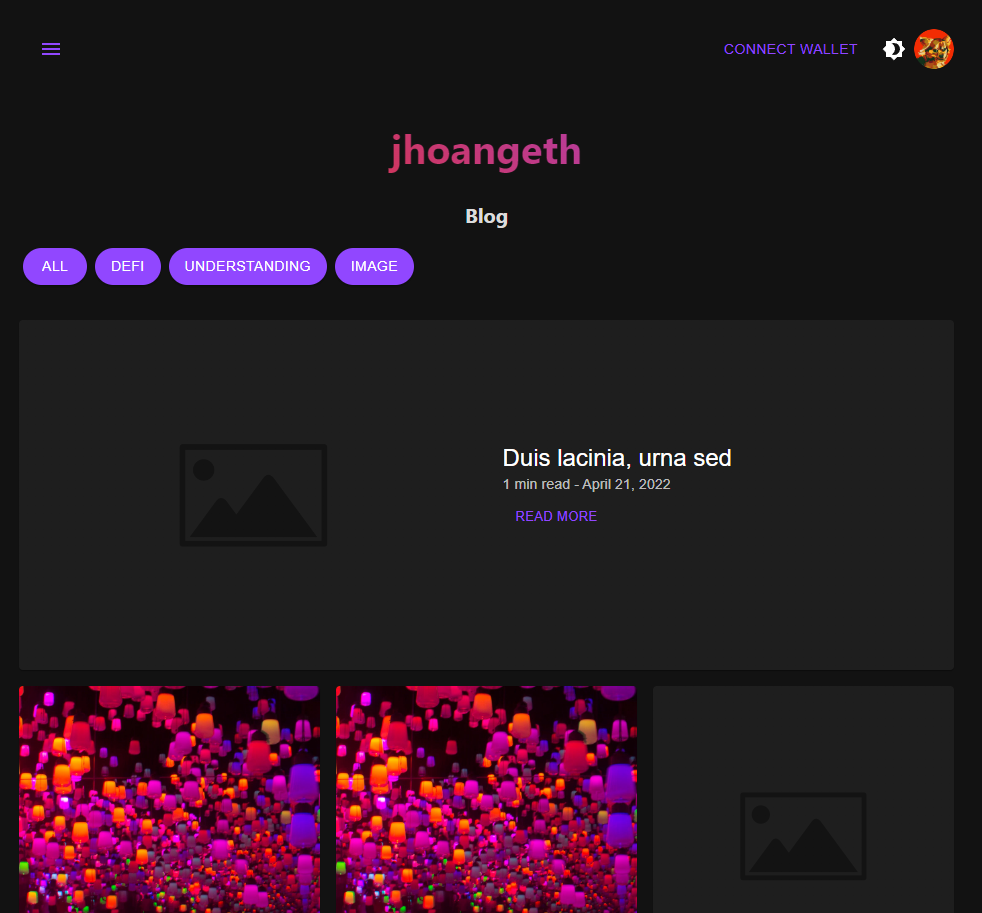 CONNECT WALLET
jhoangeth
Blog
ALL DEFI UNDERSTANDING IMAGE
Duis lacinia, urna sed
1 min read - April 21, 2022
READ MORE